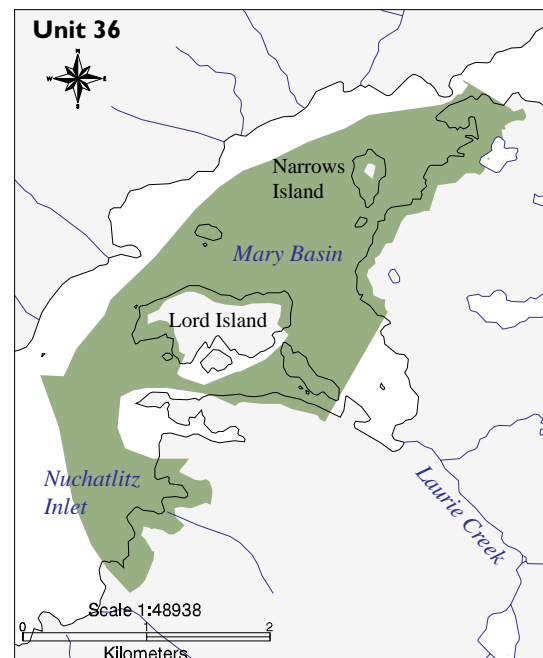 Unit 36
N
W E
S
Narrows
Island
Mary Basin
Lord Island
Nuchatlitz
Inlet
Laurie Creek
Scale 1:48938
0 1 2
Kilometers